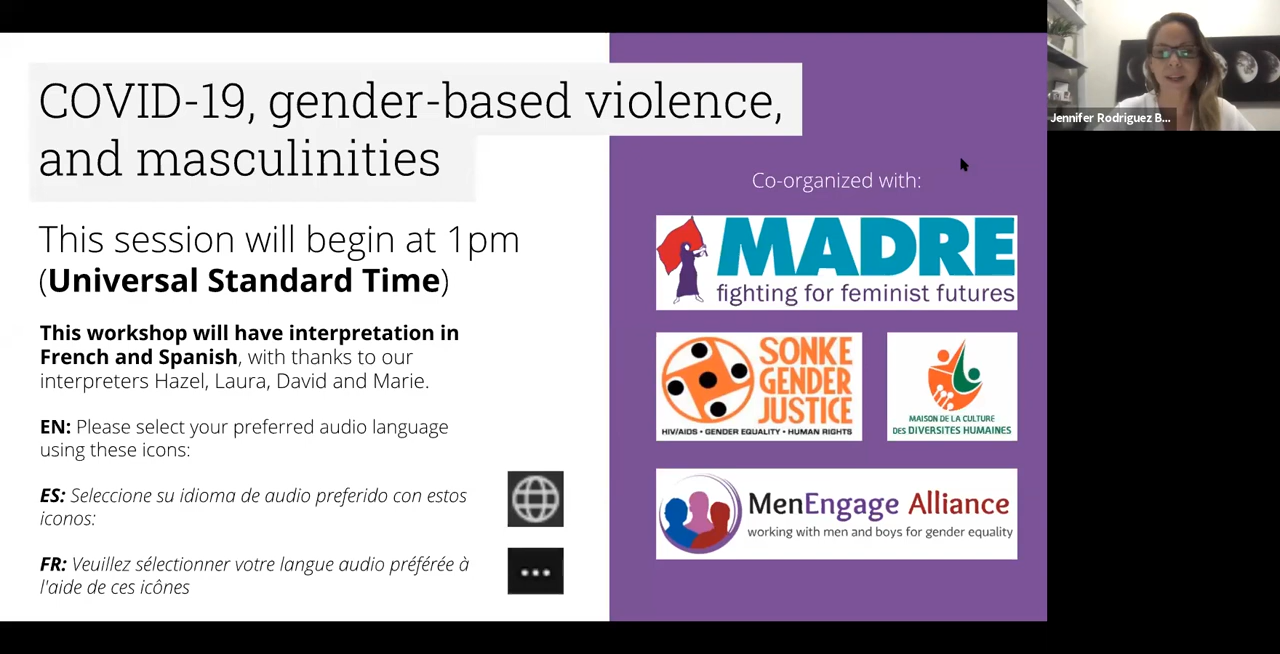 COVID-19, gender-based violence,
and masculinities
This session will begin at 1pm
(Universal Standard Time)
This workshop will have interpretation in
French and Spanish, with thanks to our
interpreters Hazel, Laura, David and Marie.
EN: Please select your preferred audio language
using these icons:
ES: Seleccione su idioma de audio preferido con estos
iconos:
FR: Veuillez sélectionner votre langue audio préférée à
l'aide de ces icônes
Co-organized with:
MADRE
fighting for feminist futures
SONKE
GENDER
JUSTICE
HIV/AIDS • GENDER EQUALITY • HUMAN RIGHTS
MAISON DE LA CULTURE
DES DIVERSITES HUMAINES
MenEngage Alliance
working with men and boys for gender equality
Jennifer Rodriguez B...